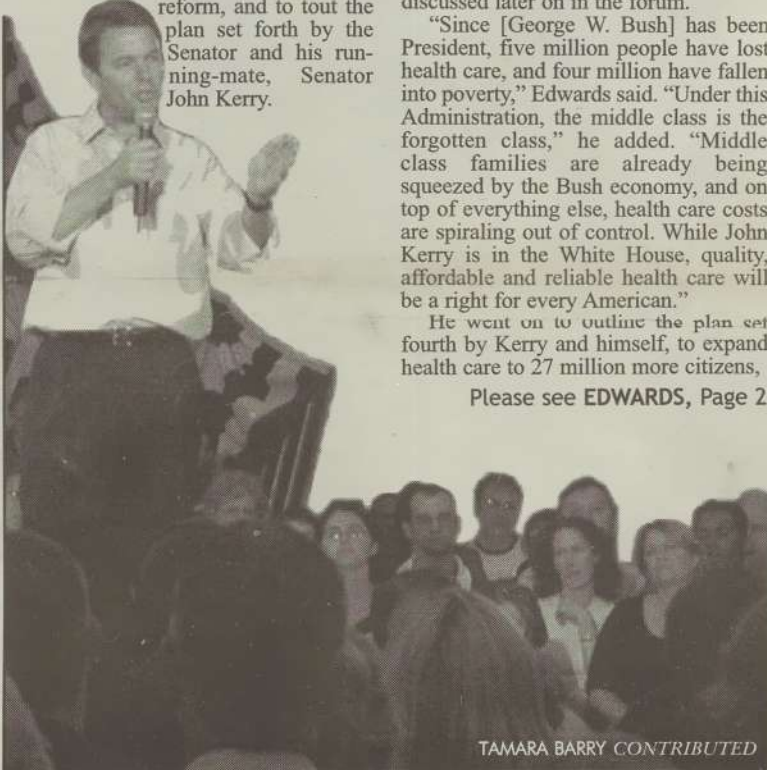 reform, and to tout the
plan set forth by the
Senator and his run-
ning-mate, Senator
John Kerry.
discussed later on in the forum.
“Since [George W. Bush] has been
President, five million people have lost
health care, and four million have fallen
into poverty,” Edwards said. “Under this
Administration, the middle class is the
forgotten class,” he added. “Middle
class families are already being
squeezed by the Bush economy, and on
top of everything else, health care costs
are spiraling out of control. While John
Kerry is in the White House, quality,
affordable and reliable health care will
be a right for every American.”
He went on to outline the plan set
fourth by Kerry and himself, to expand
health care to 27 million more citizens,
Please see EDWARDS, Page 2
TAMARA BARRY CONTRIBUTED